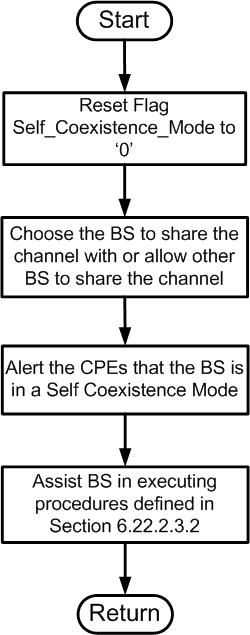 Start
Reset Flag
Self_Coexistence_Mode to
‘0’
Choose the BS to share the
channel with or allow other
BS to share the channel
Alert the CPEs that the BS is
in a Self Coexistence Mode
Assist BS in executing
procedures defined in
Section 6.22.2.3.2
Return